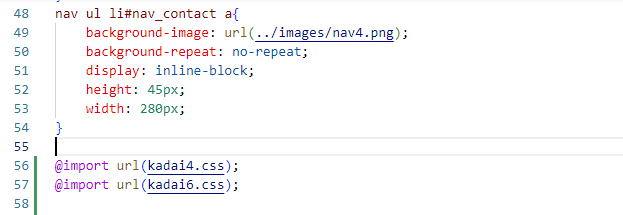 48 nav ul li#nav_contact a{
49 background-image: url(../images/nav4.png);
50 background-repeat: no-repeat;
51 display: inline-block;
52 height: 45px;
53 width: 280px;
54 }
55
56 @import url(kadai4.css);
57 @import url(kadai6.css);
58